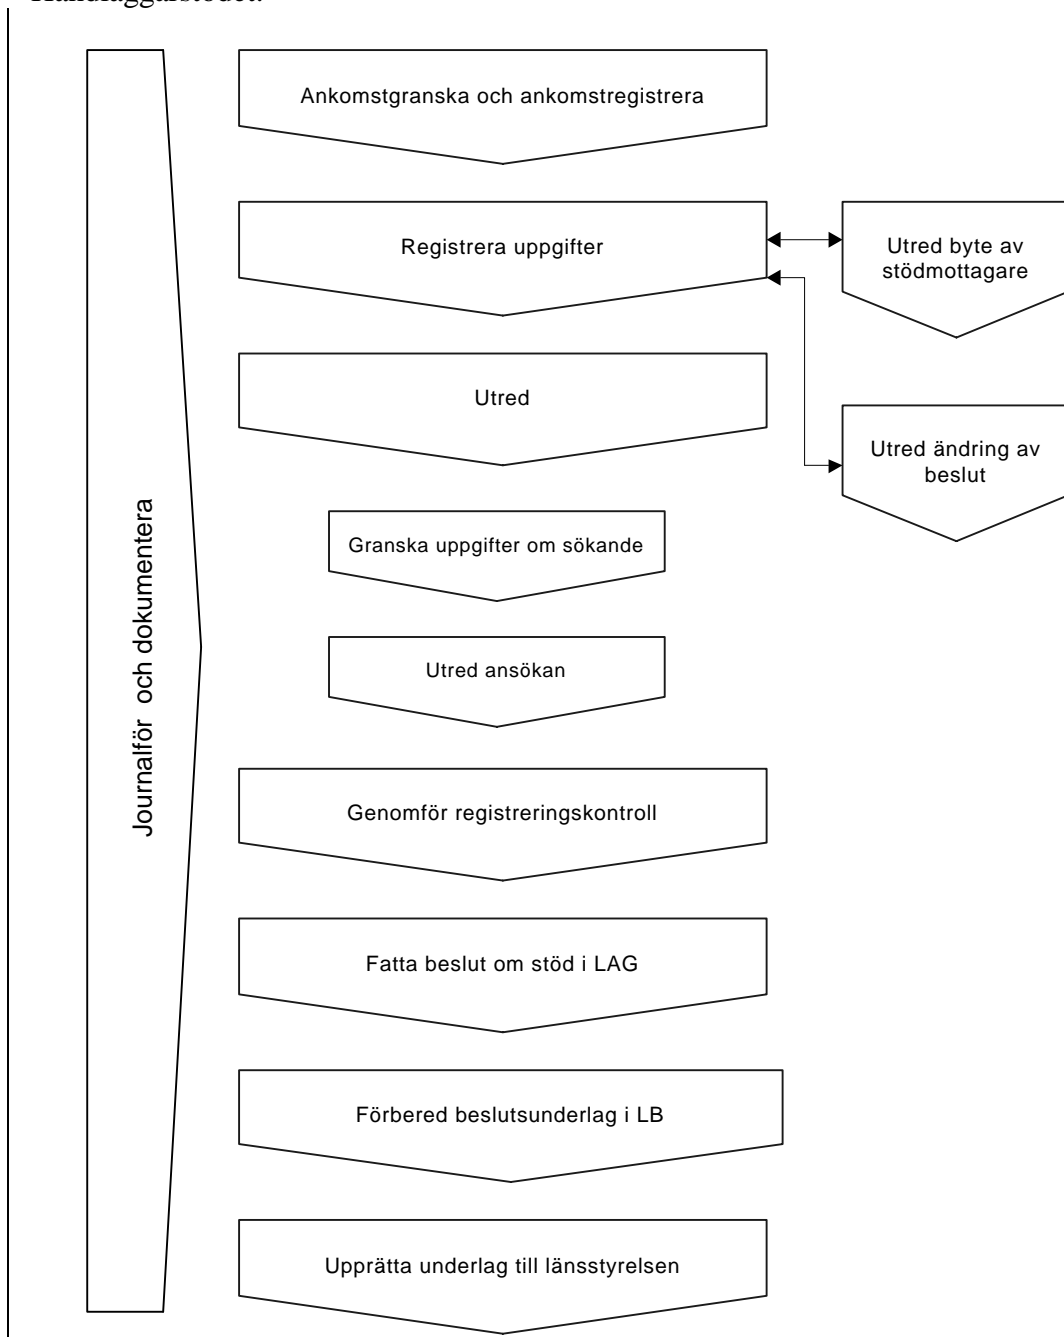 Handläggarstödet.
Ankomstgranska och ankomstregistrera
Registrera uppgifter
Utred byte av
stödmottagare
Utred
Utred ändring av
beslut
Journalför och dokumentera
Granska uppgifter om sökande
Utred ansökan
Genomför registreringskontroll
Fatta beslut om stöd i LAG
Förbered beslutsunderlag i LB
Upprätta underlag till länsstyrelsen